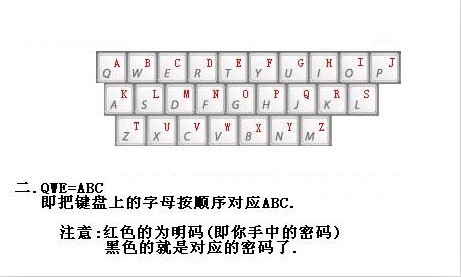 A B C D E F G H I J
Q W E R T Y U I O P
K L M N O P Q R S
A S D F G H J K L
T U V W X Y Z
Z X C V B N M
二.QWE=ABC
即把键盘上的字母按顺序对应ABC.
注意:红色的为明码(即你手中的密码)
黑色的就是对应的密码了.